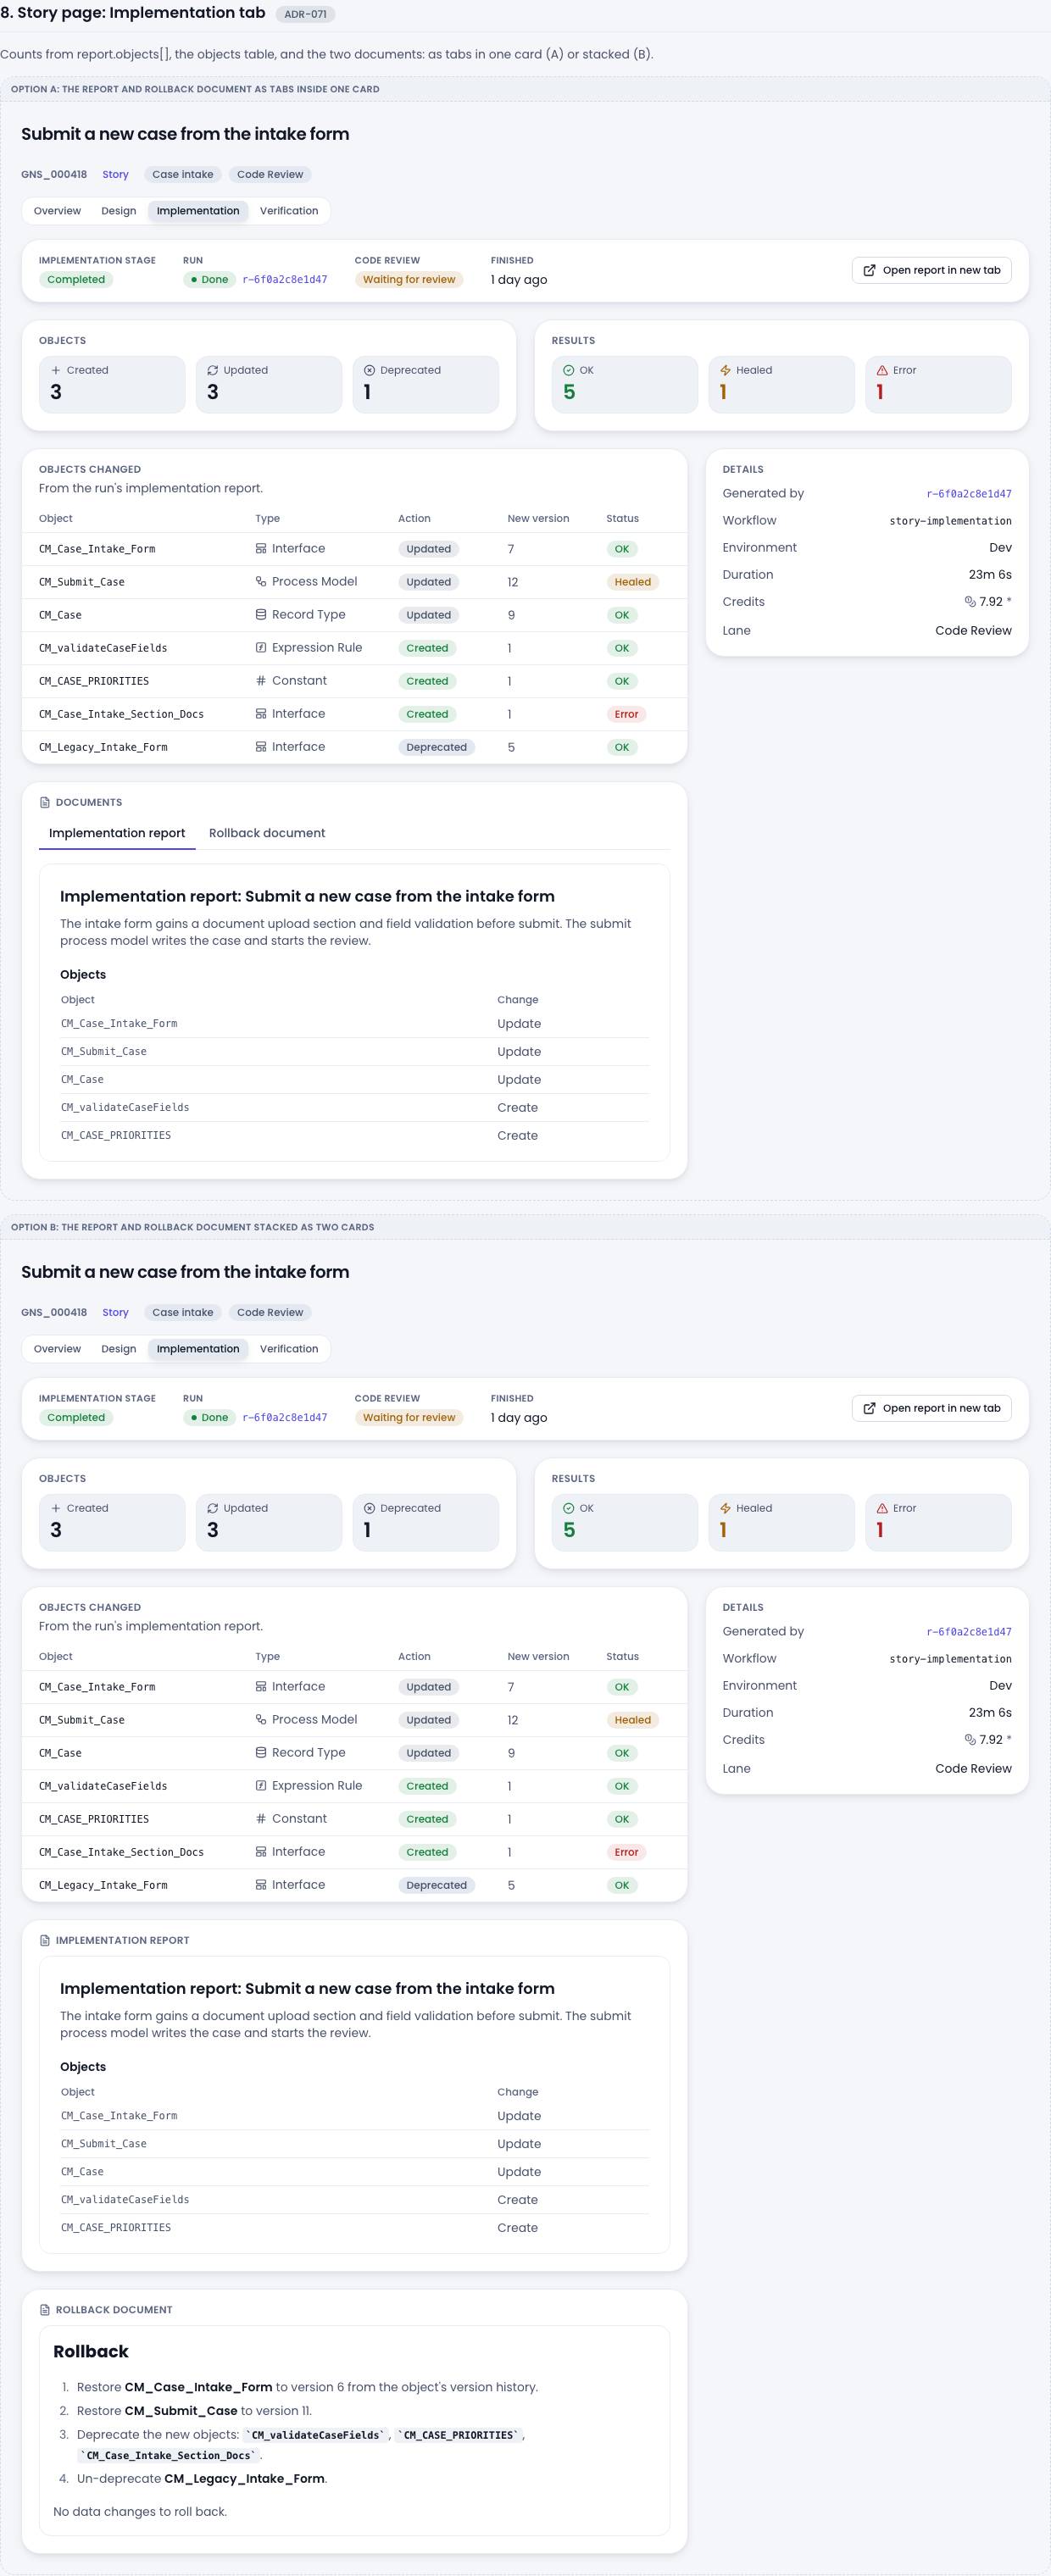 8. Story page: Implementation tab ADR-071
Counts from report.objects[], the objects table, and the two documents: as tabs in one card (A) or stacked (B).
OPTION A: THE REPORT AND ROLLBACK DOCUMENT AS TABS INSIDE ONE CARD
Submit a new case from the intake form
GNS_000418 Story Case intake Code Review
Overview Design Implementation Verification
IMPLEMENTATION STAGE RUN CODE REVIEW FINISHED
Completed Done r-6f0a2c8e1d47 Waiting for review 1 day ago
Open report in new tab
OBJECTS
Created Updated Deprecated
3 3 1
RESULTS
OK Healed Error
5 1 1
OBJECTS CHANGED
From the run's implementation report.
Object Type Action New version Status
CM_Case_Intake_Form Interface Updated 7 OK
CM_Submit_Case Process Model Updated 12 Healed
CM_Case Record Type Updated 9 OK
CM_validateCaseFields Expression Rule Created 1 OK
CM_CASE_PRIORITIES Constant Created 1 OK
CM_Case_Intake_Section_Docs Interface Created 1 Error
CM_Legacy_Intake_Form Interface Deprecated 5 OK
DETAILS
Generated by r-6f0a2c8e1d47
Workflow story-implementation
Environment Dev
Duration 23m 6s
Credits 7.92 *
Lane Code Review
DOCUMENTS
Implementation report Rollback document
Implementation report: Submit a new case from the intake form
The intake form gains a document upload section and field validation before submit. The submit
process model writes the case and starts the review.
Objects
Object Change
CM_Case_Intake_Form Update
CM_Submit_Case Update
CM_Case Update
CM_validateCaseFields Create
CM_CASE_PRIORITIES Create
OPTION B: THE REPORT AND ROLLBACK DOCUMENT STACKED AS TWO CARDS
Submit a new case from the intake form
GNS_000418 Story Case intake Code Review
Overview Design Implementation Verification
IMPLEMENTATION STAGE RUN CODE REVIEW FINISHED
Completed Done r-6f0a2c8e1d47 Waiting for review 1 day ago
Open report in new tab
OBJECTS
Created Updated Deprecated
3 3 1
RESULTS
OK Healed Error
5 1 1
OBJECTS CHANGED
From the run's implementation report.
Object Type Action New version Status
CM_Case_Intake_Form Interface Updated 7 OK
CM_Submit_Case Process Model Updated 12 Healed
CM_Case Record Type Updated 9 OK
CM_validateCaseFields Expression Rule Created 1 OK
CM_CASE_PRIORITIES Constant Created 1 OK
CM_Case_Intake_Section_Docs Interface Created 1 Error
CM_Legacy_Intake_Form Interface Deprecated 5 OK
DETAILS
Generated by r-6f0a2c8e1d47
Workflow story-implementation
Environment Dev
Duration 23m 6s
Credits 7.92 *
Lane Code Review
IMPLEMENTATION REPORT
Implementation report: Submit a new case from the intake form
The intake form gains a document upload section and field validation before submit. The submit
process model writes the case and starts the review.
Objects
Object Change
CM_Case_Intake_Form Update
CM_Submit_Case Update
CM_Case Update
CM_validateCaseFields Create
CM_CASE_PRIORITIES Create
ROLLBACK DOCUMENT
Rollback
1. Restore CM_Case_Intake_Form to version 6 from the object's version history.
2. Restore CM_Submit_Case to version 11.
3. Deprecate the new objects: `CM_validateCaseFields`, `CM_CASE_PRIORITIES`,
`CM_Case_Intake_Section_Docs`.
4. Un-deprecate CM_Legacy_Intake_Form.
No data changes to roll back.